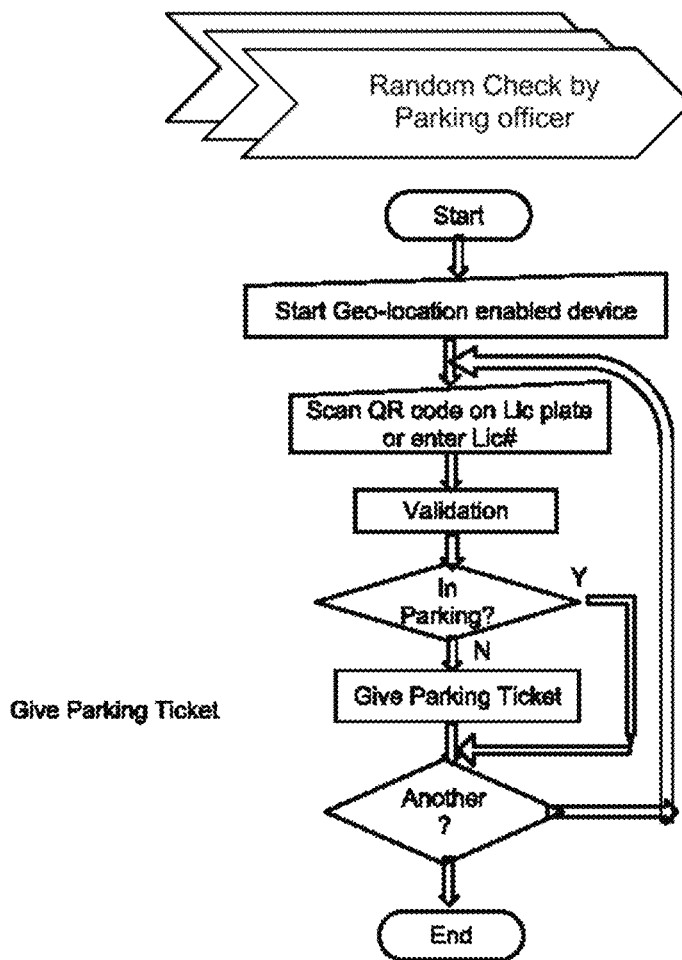 Random Check by
Parking officer
Start
Start Geo-location enabled device
Scan QR code on Lic plate
or enter Lic#
Validation
In
Parking?
Y
N
Give Parking Ticket
Give Parking Ticket
Another
?
End